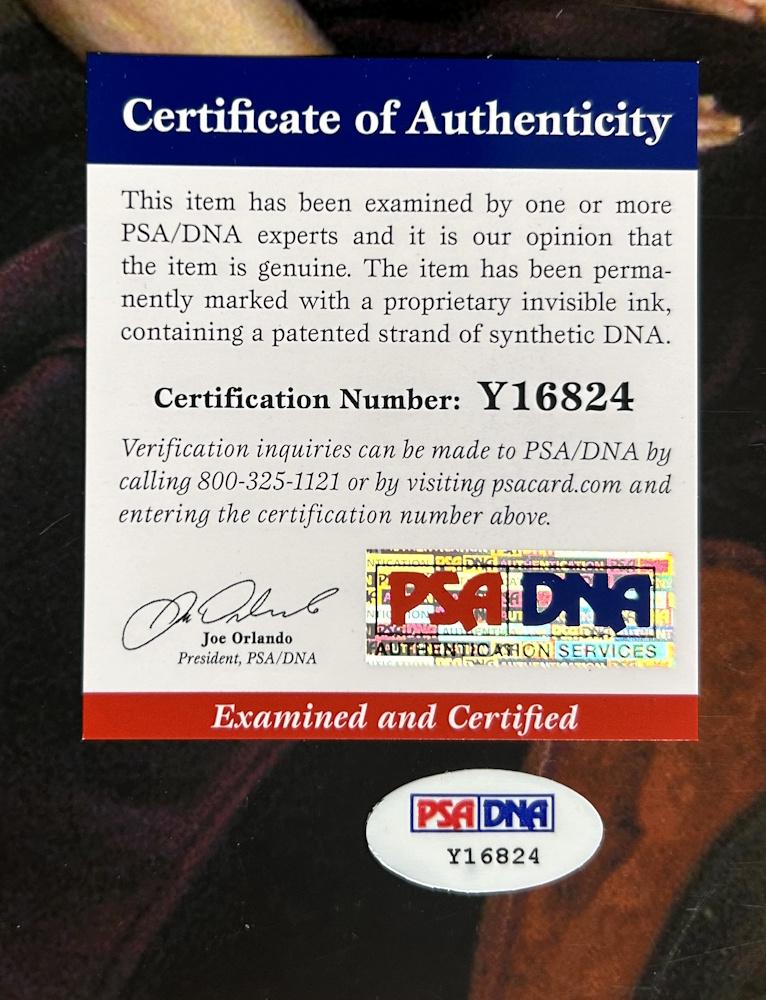 Certificate of Authenticity
This item has been examined by one or more
PSA/DNA experts and it is our opinion that
the item is genuine. The item has been perma-
nently marked with a proprietary invisible ink,
containing a patented strand of synthetic DNA.
Certification Number: Y16824
Verification inquiries can be made to PSA/DNA by
calling 800-325-1121 or by visiting psacard.com and
entering the certification number above.
Joe Orlando
President, PSA/DNA
PSA DNA
AUTHENTICATION SERVICES
Examined and Certified
PSA DNA
Y16824